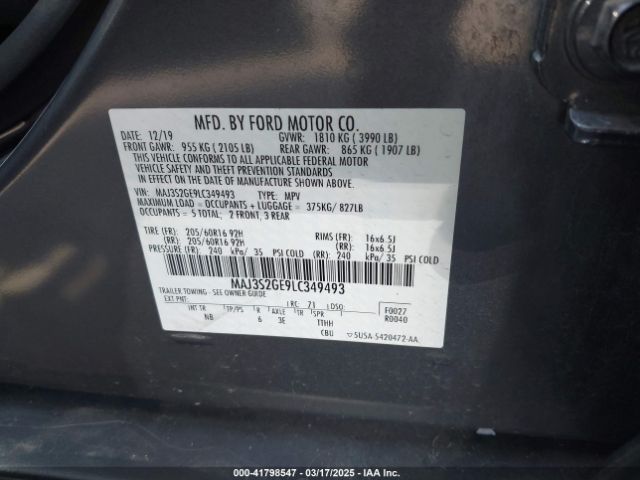 MFD. BY FORD MOTOR CO.
DATE: 12/19 GVWR: 1810 KG ( 3990 LB)
FRONT GAWR: 955 KG ( 2105 LB) REAR GAWR: 865 KG ( 1907 LB)
THIS VEHICLE CONFORMS TO ALL APPLICABLE FEDERAL MOTOR
VEHICLE SAFETY AND THEFT PREVENTION STANDARDS
IN EFFECT ON THE DATE OF MANUFACTURE SHOWN ABOVE.
VIN: MAJ3S2GE9LC349493 TYPE: MPV
MAXIMUM LOAD = OCCUPANTS + LUGGAGE = 375KG/ 827LB
OCCUPANTS = 5 TOTAL; 2 FRONT, 3 REAR
TIRE (FR): 205/60R16 92H RIMS (FR): 16x6.5J
(RR): 205/60R16 92H (RR): 16x6.5J
PRESSURE (FR): 240 kPa/ 35 PSI COLD (RR): 240 kPa/ 35 PSI COLD
MAJ3S2GE9LC349493
TRAILER TOWING - SEE OWNER GUIDE
EXT PNT: RC: 71 DSO: F0027
INT TR TP/PS R AXLE TR SPR R0040
NB 6 3E TTHH
CBU 5U5A 5420472-AA
000-41798547 | 03/17/2025 | IAA Inc.